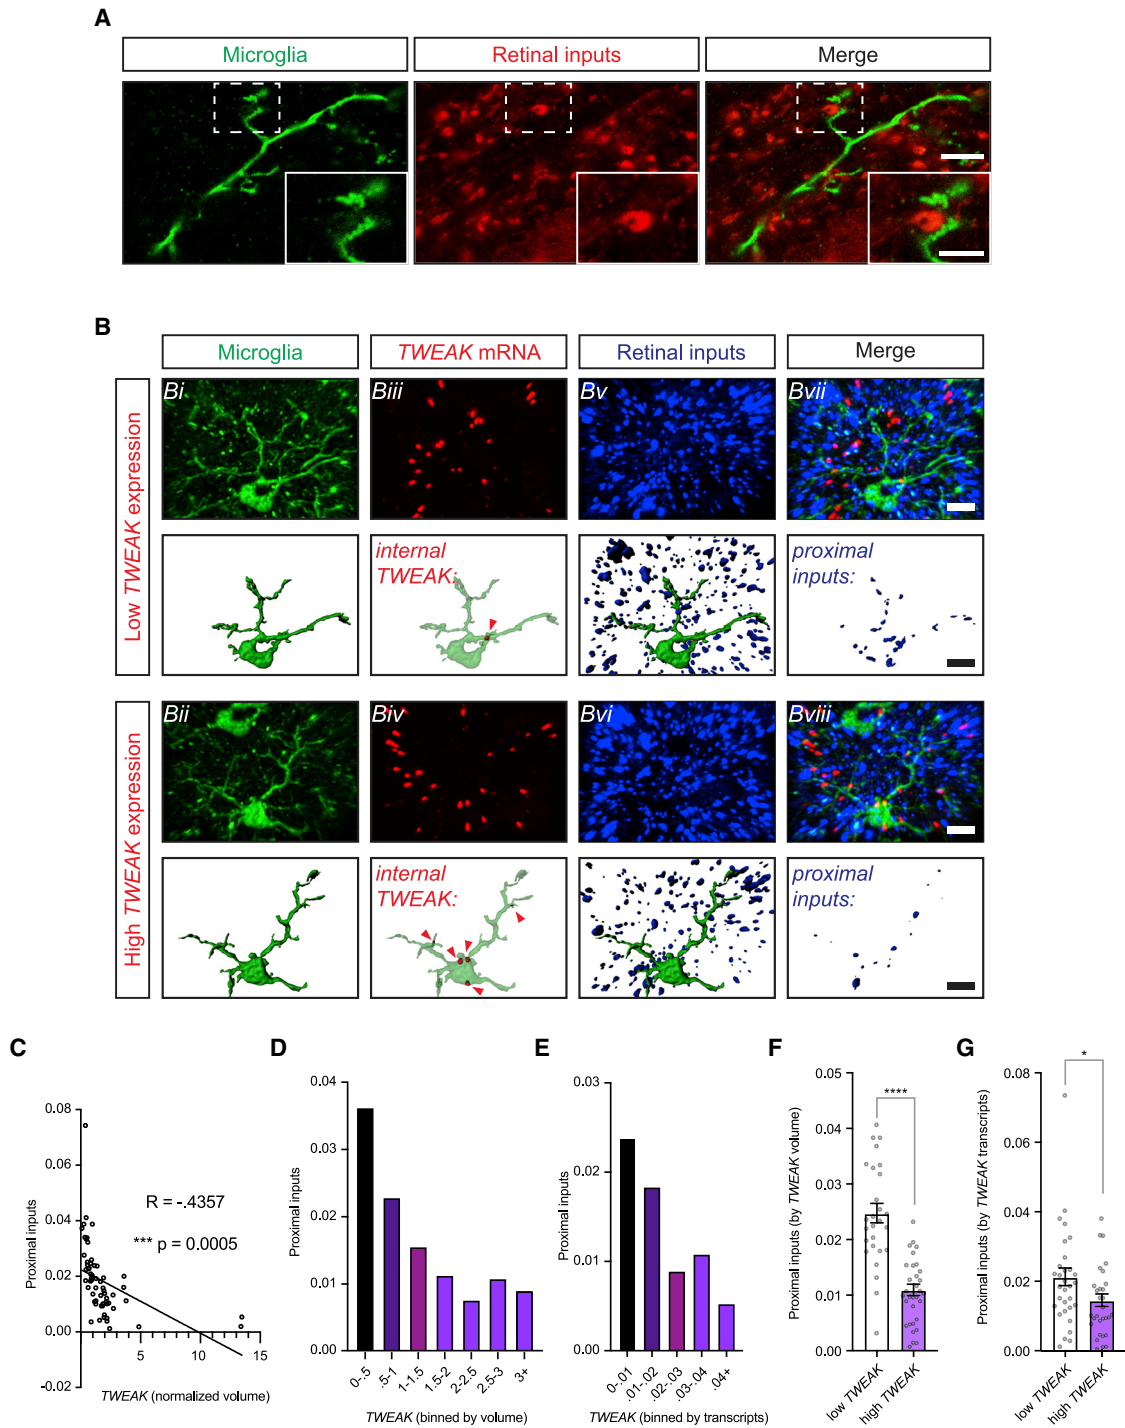 A
Microglia
Retinal inputs
Merge
B
Microglia
TWEAK mRNA
Retinal inputs
Merge
Low TWEAK expression
Bi
Biii
Bv
Bvii
internal
TWEAK:
proximal
inputs:
High TWEAK expression
Bii
Biv
Bvi
Bviii
internal
TWEAK:
proximal
inputs:
C
Proximal inputs
0.08
0.06
0.04
0.02
0.00
-0.02
R = -.4357
*** p = 0.0005
5
10
15
TWEAK (normalized volume)
D
Proximal inputs
0.04
0.03
0.02
0.01
0.00
0-.5
.5-1
1-1.5
1.5-2
2-2.5
2.5-3
3+
TWEAK (binned by volume)
E
Proximal inputs
0.03
0.02
0.01
0.00
0-.01
.01-.02
.02-.03
.03-.04
.04+
TWEAK (binned by transcripts)
F
Proximal inputs (by TWEAK volume)
0.05
0.04
0.03
0.02
0.01
0.00
****
low TWEAK
high TWEAK
G
Proximal inputs (by TWEAK transcripts)
0.08
0.06
0.04
0.02
0.00
*
low TWEAK
high TWEAK